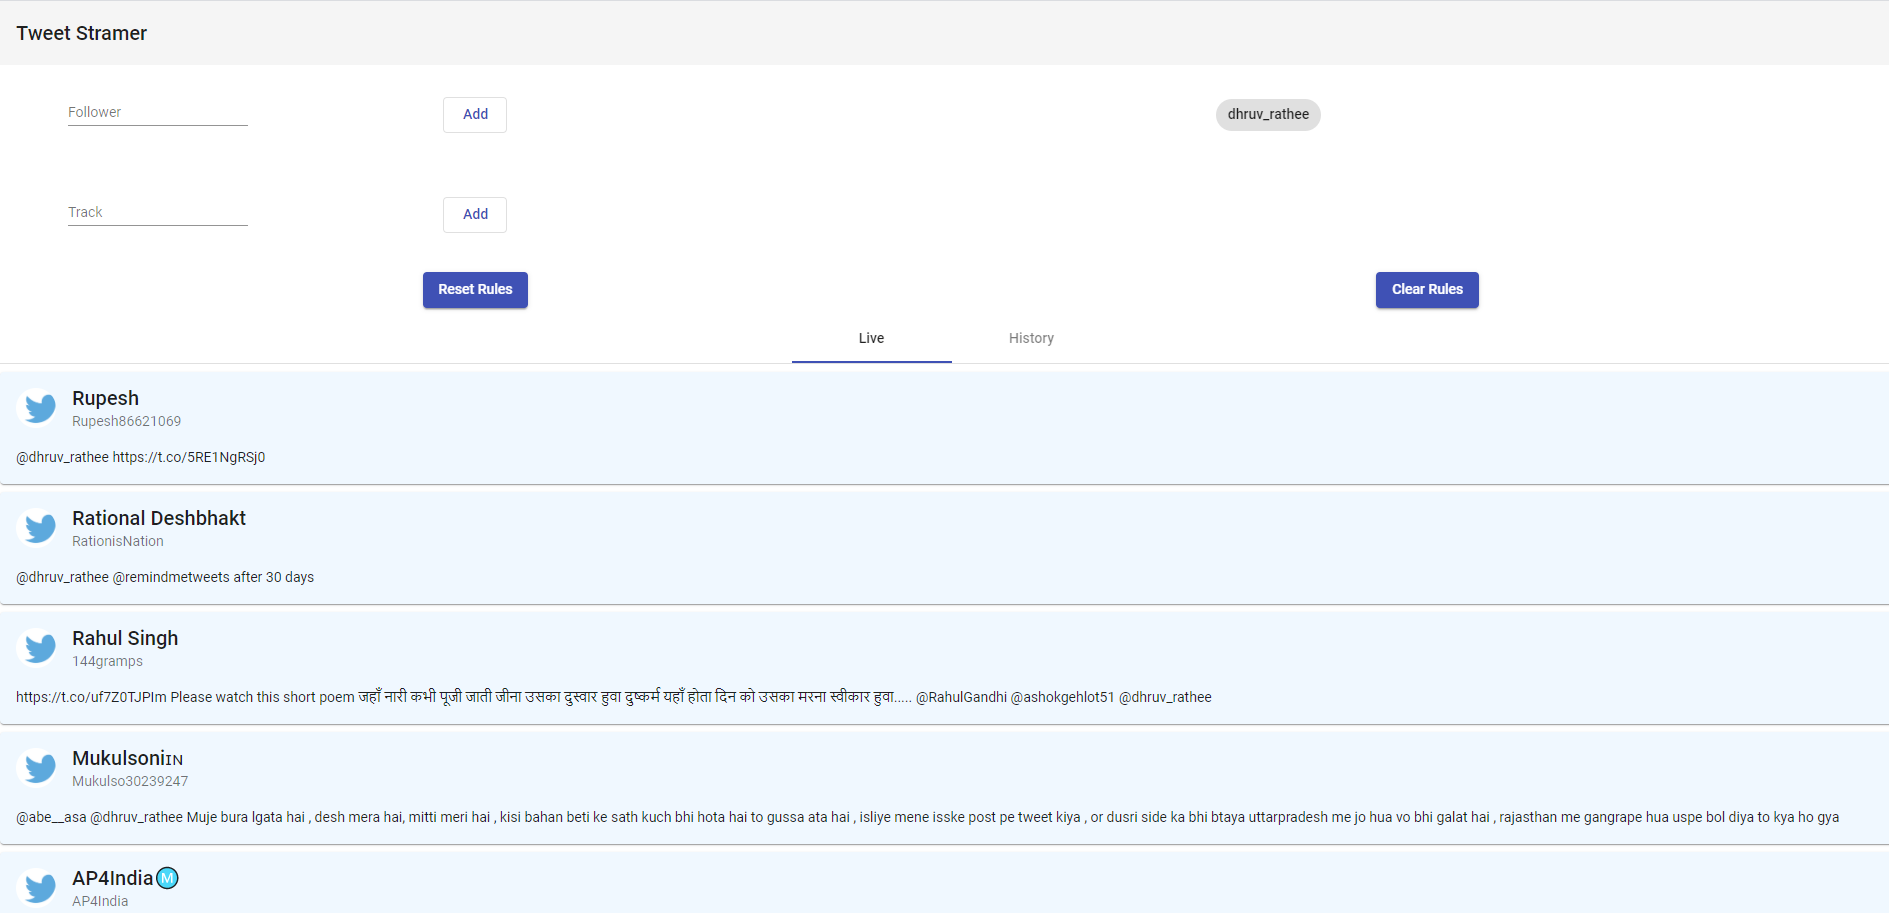 Tweet Stramer
Follower
Add
dhruv_rathee
Track
Add
Reset Rules
Clear Rules
Live
History
Rupesh
Rupesh86621069
@dhruv_rathee https://t.co/5RE1NgRSj0
Rational Deshbhakt
RationisNation
@dhruv_rathee @remindmetweets after 30 days
Rahul Singh
144gramps
https://t.co/uf7Z0TJPIm Please watch this short poem जहाँ नारी कभी पूजी जाती जीना उसका दुस्वार हुवा दुष्कर्म यहाँ होता दिन को उसका मरना स्वीकार हुवा..... @RahulGandhi @ashokgehlot51 @dhruv_rathee
Mukulsoniɪɴ
Mukulso30239247
@abe__asa @dhruv_rathee Muje bura lgata hai , desh mera hai, mitti meri hai , kisi bahan beti ke sath kuch bhi hota hai to gussa ata hai , isliye mene isske post pe tweet kiya , or dusri side ka bhi btaya uttarpradesh me jo hua vo bhi galat hai , rajasthan me gangrape hua uspe bol diya to kya ho gya
AP4IndiaⓂ
AP4India